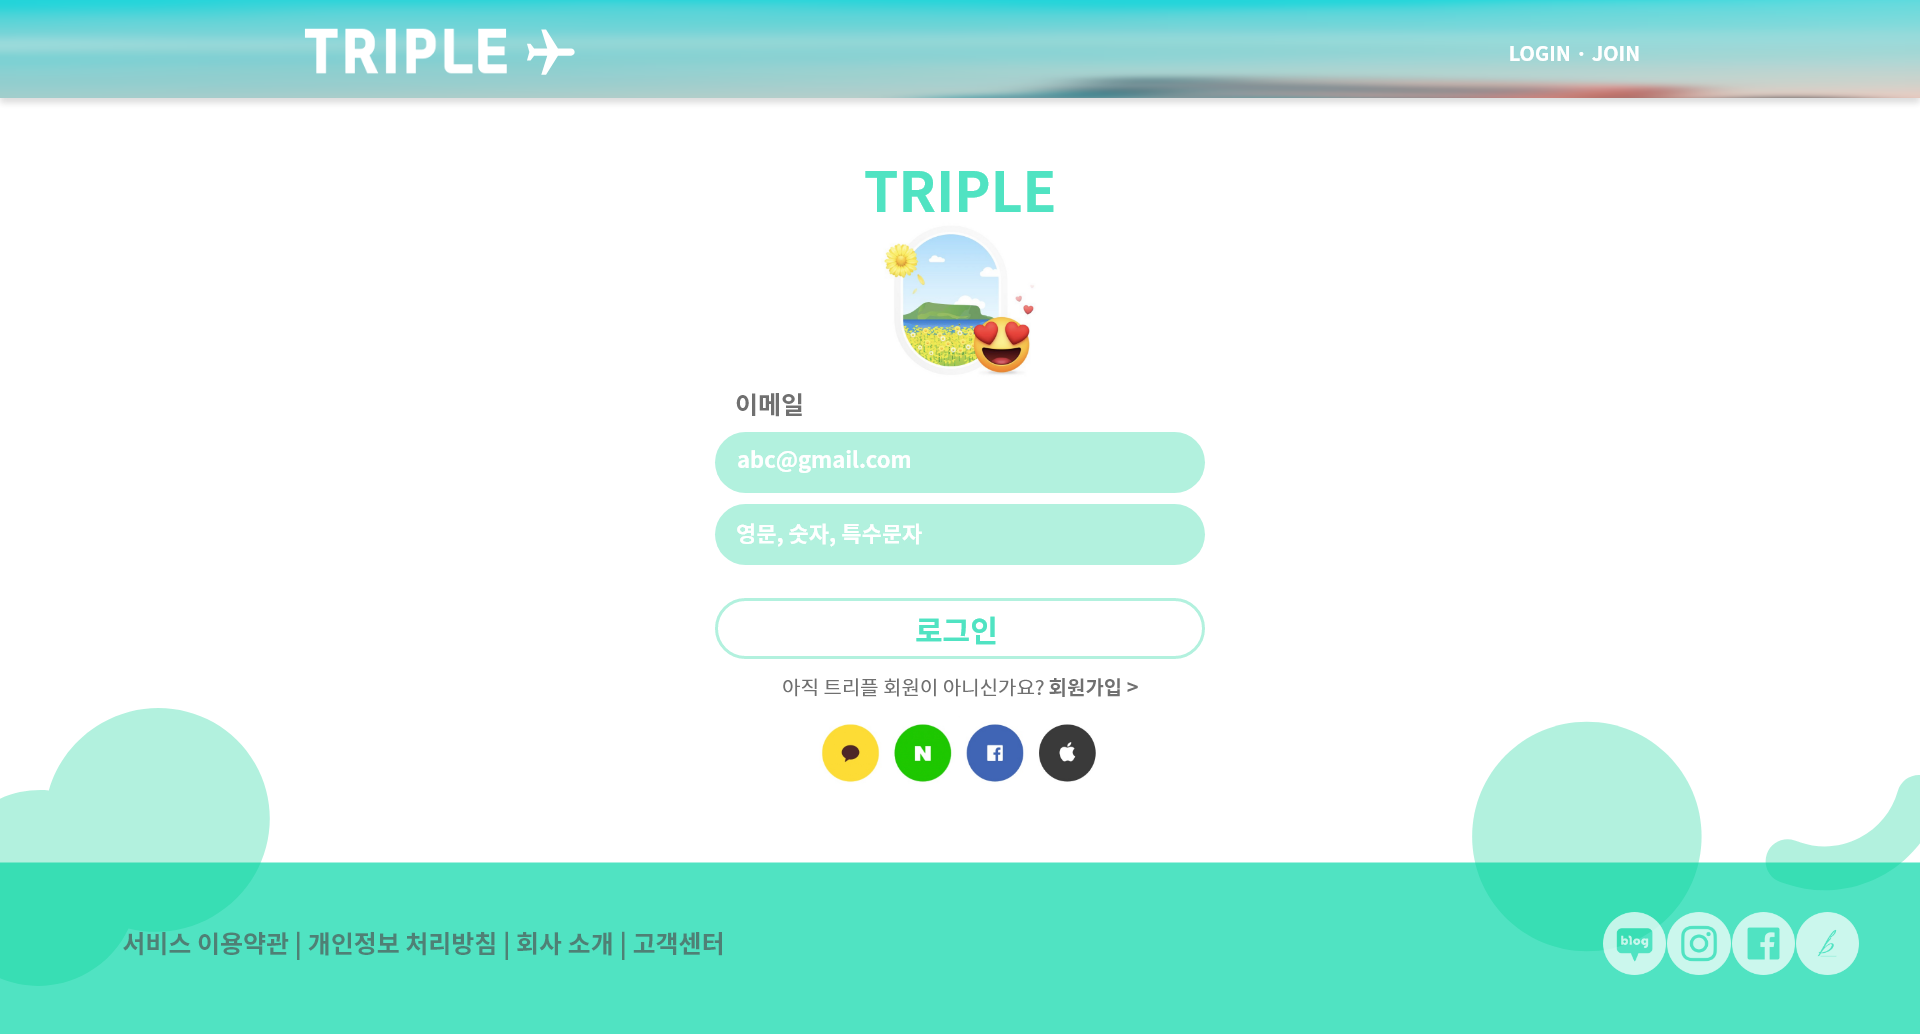 TRIPLE
LOGIN · JOIN
TRIPLE
이메일
abc@gmail.com
영문, 숫자, 특수문자
로그인
아직 트리플 회원이 아니신가요? 회원가입 >
N
서비스 이용약관 | 개인정보 처리방침 | 회사 소개 | 고객센터
blog
b